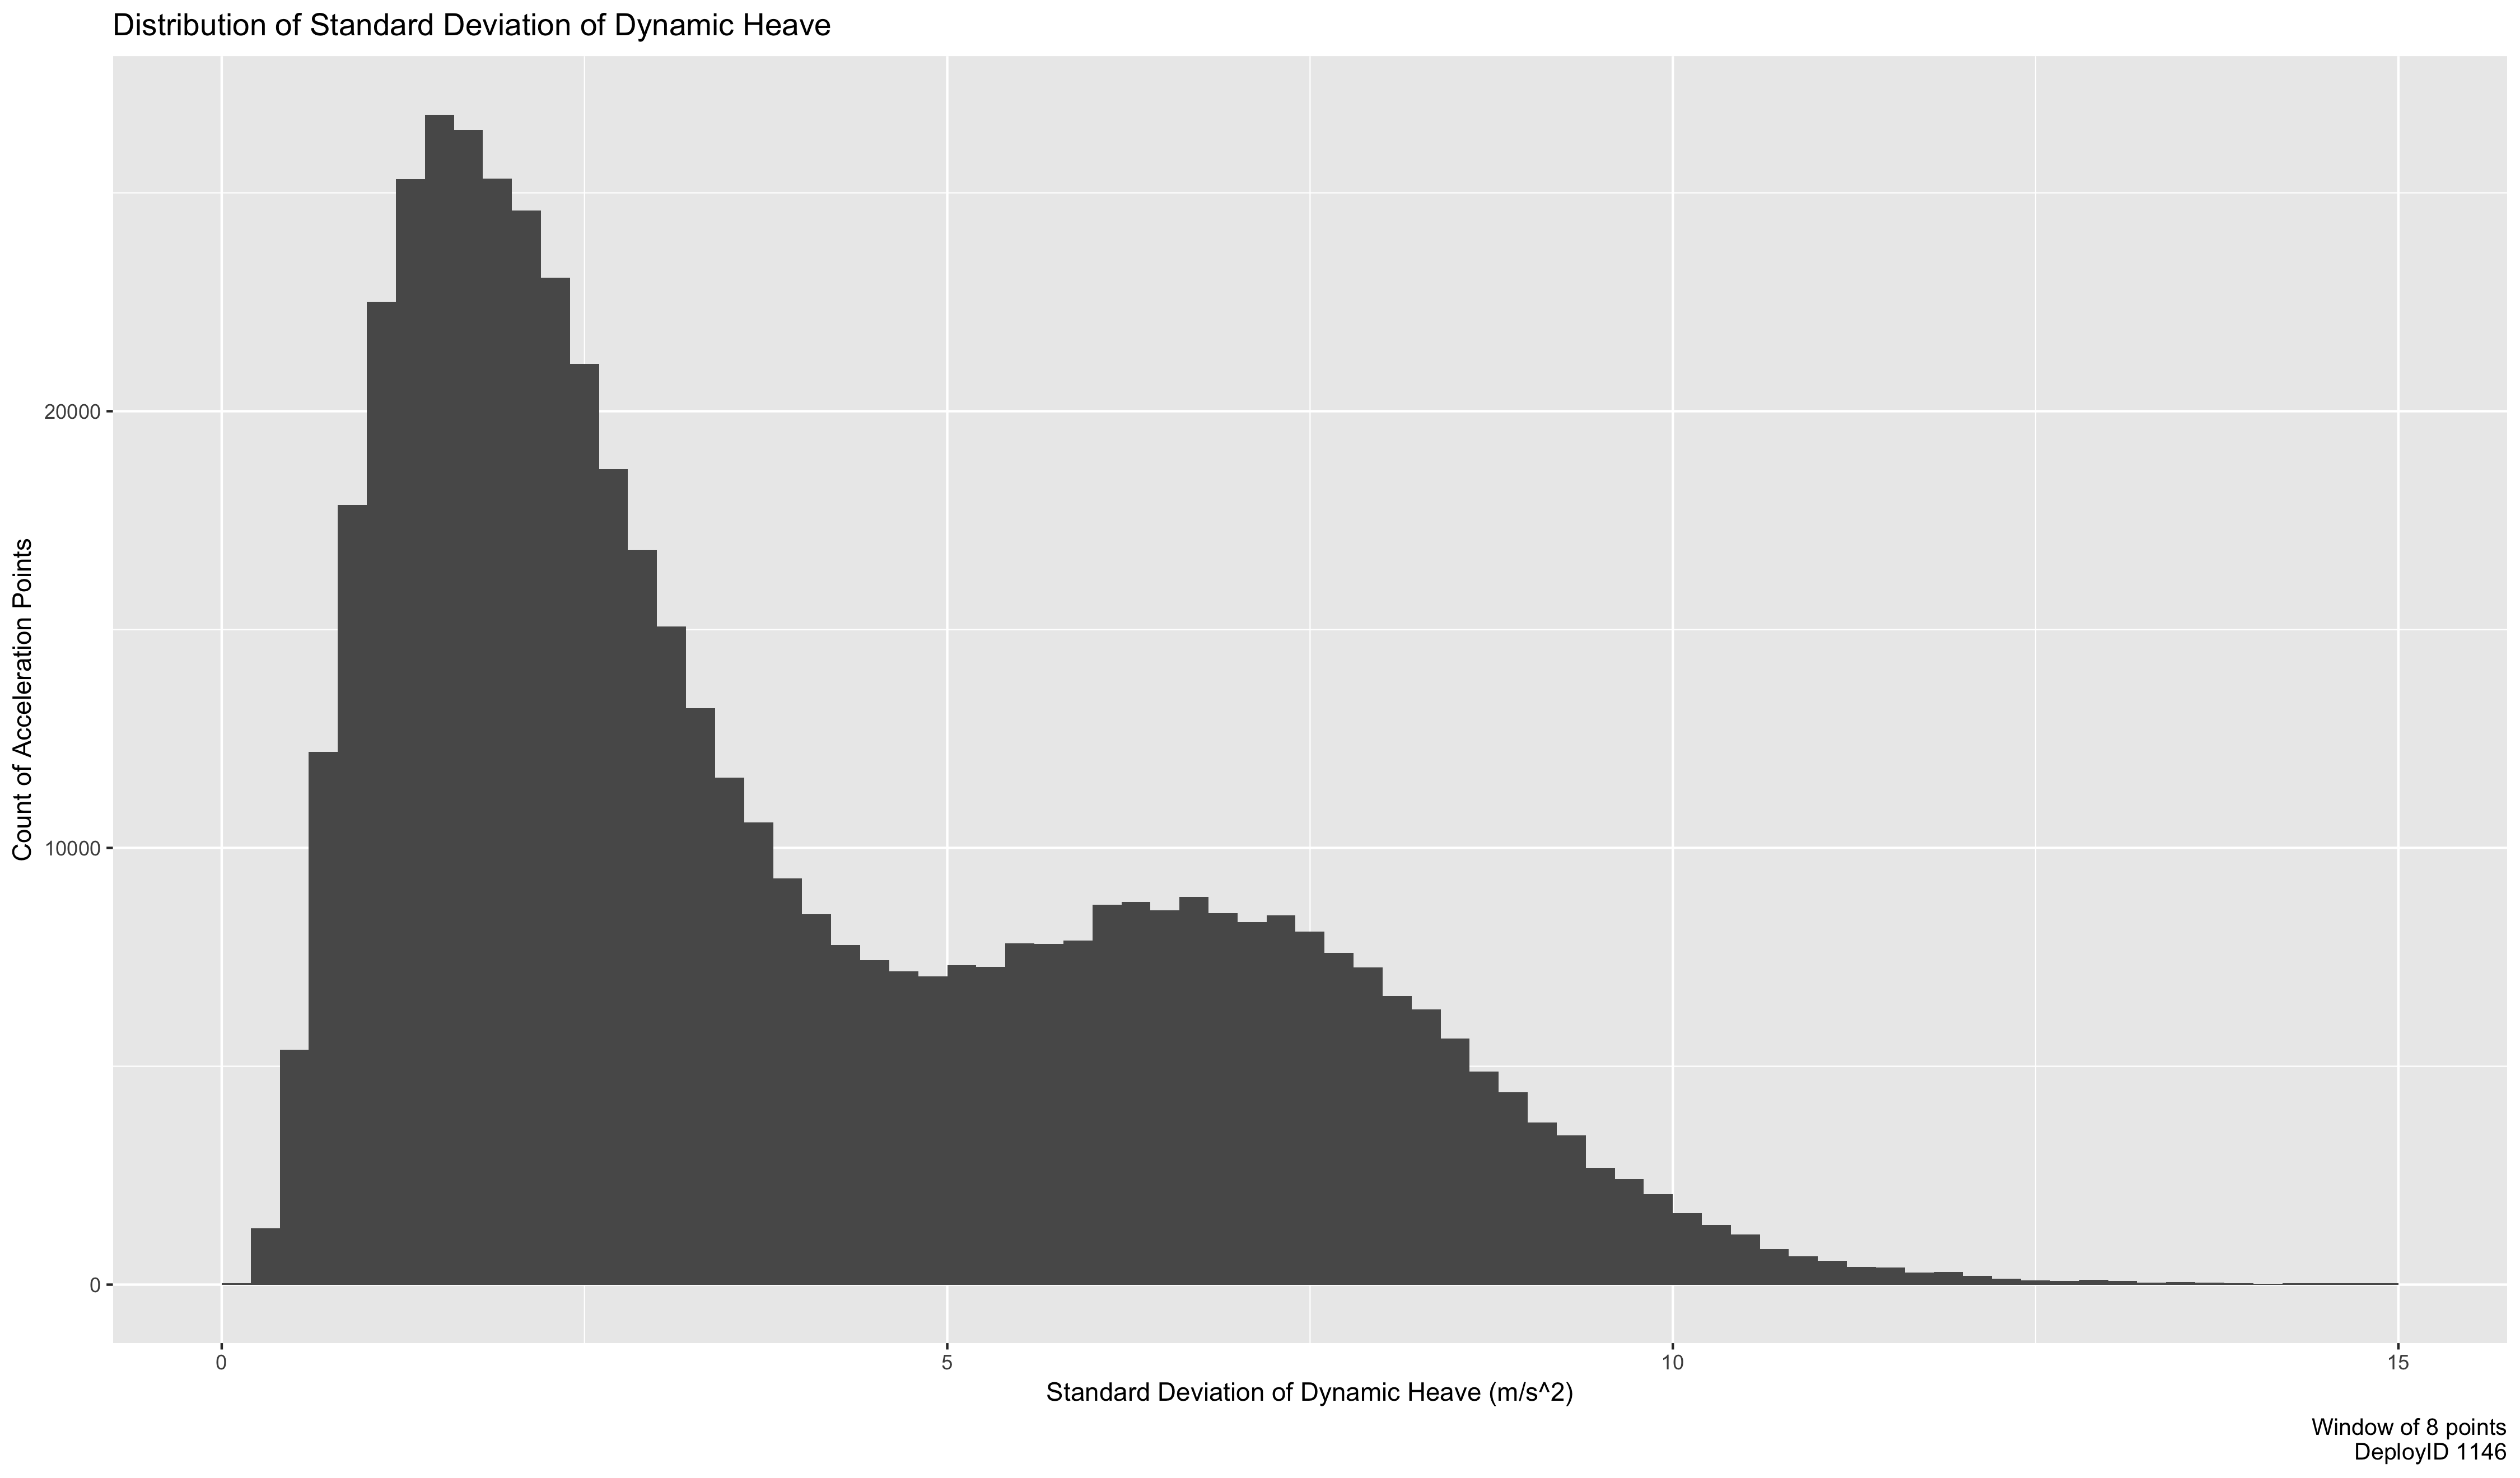 Distribution of Standard Deviation of Dynamic Heave
Count of Acceleration Points
20000
10000
0
0
5
10
15
Standard Deviation of Dynamic Heave (m/s^2)
Window of 8 points
DeployID 1146